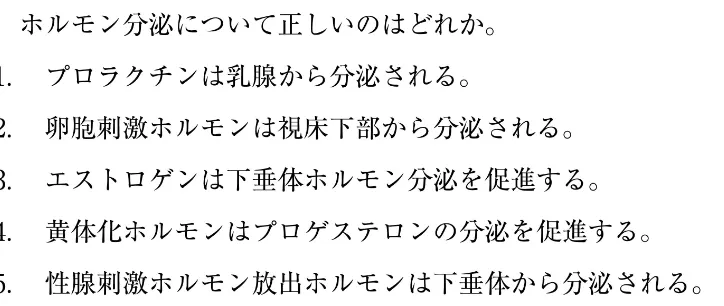 ホルモン分泌について正しいのはどれか。
1. プロラクチンは乳腺から分泌される。
2. 卵胞刺激ホルモンは視床下部から分泌される。
3. エストロゲンは下垂体ホルモン分泌を促進する。
4. 黄体化ホルモンはプロゲステロンの分泌を促進する。
5. 性腺刺激ホルモン放出ホルモンは下垂体から分泌される。